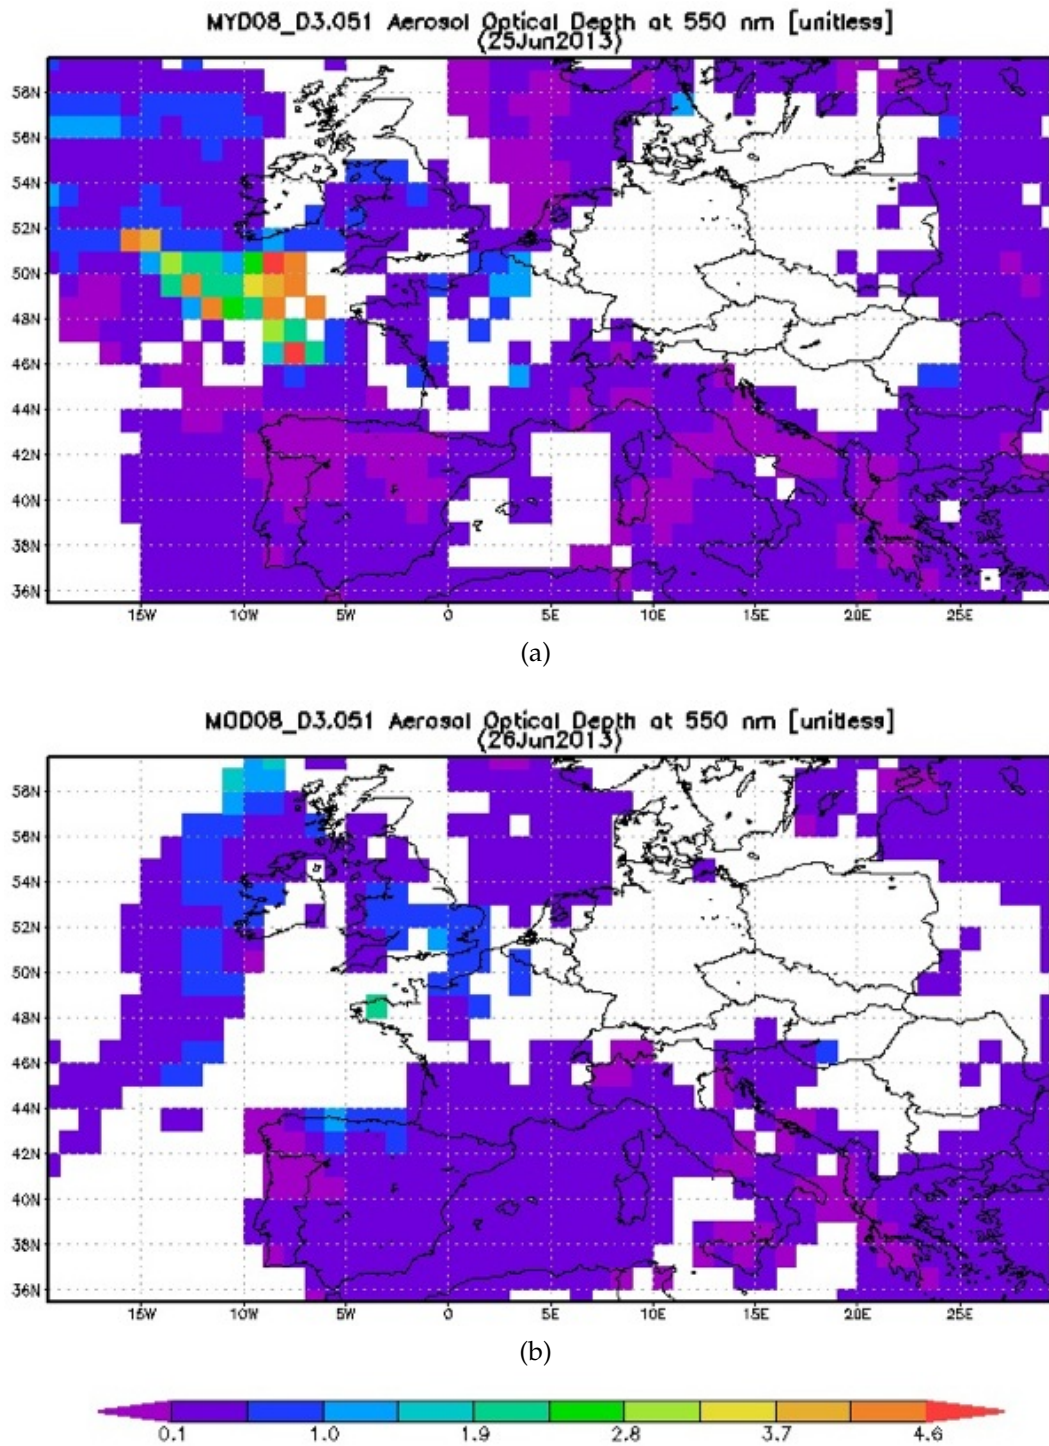 MYD08_D3.051 Aerosol Optical Depth at 550 nm [unitless]
(25Jun2013)
58N
56N
54N
52N
50N
48N
46N
44N
42N
40N
38N
36N
15W 10W 5W 0 5E 10E 15E 20E 25E
(a)
MOD08_D3.051 Aerosol Optical Depth at 550 nm [unitless]
(26Jun2013)
58N
56N
54N
52N
50N
48N
46N
44N
42N
40N
38N
36N
15W 10W 5W 0 5E 10E 15E 20E 25E
(b)
0.1 1.0 1.9 2.8 3.7 4.6